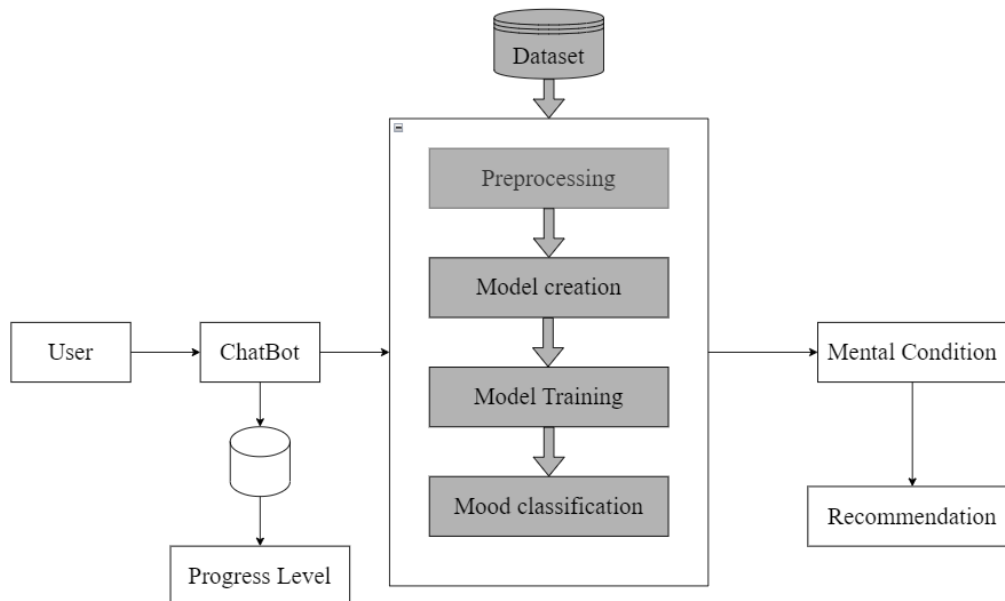 Dataset
Preprocessing
Model creation
User
ChatBot
Mental Condition
Model Training
Mood classification
Recommendation
Progress Level